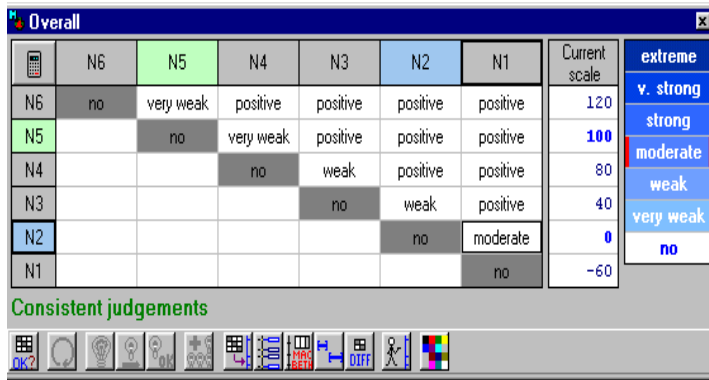 Overall
N6 N5 N4 N3 N2 N1 Current scale
N6 no very weak positive positive positive positive 120
N5 no very weak positive positive positive 100
N4 no weak positive positive 80
N3 no weak positive 40
N2 no moderate 0
N1 no -60
extreme
v. strong
strong
moderate
weak
very weak
no
Consistent judgements
OK? OK MAC BETH DIFF